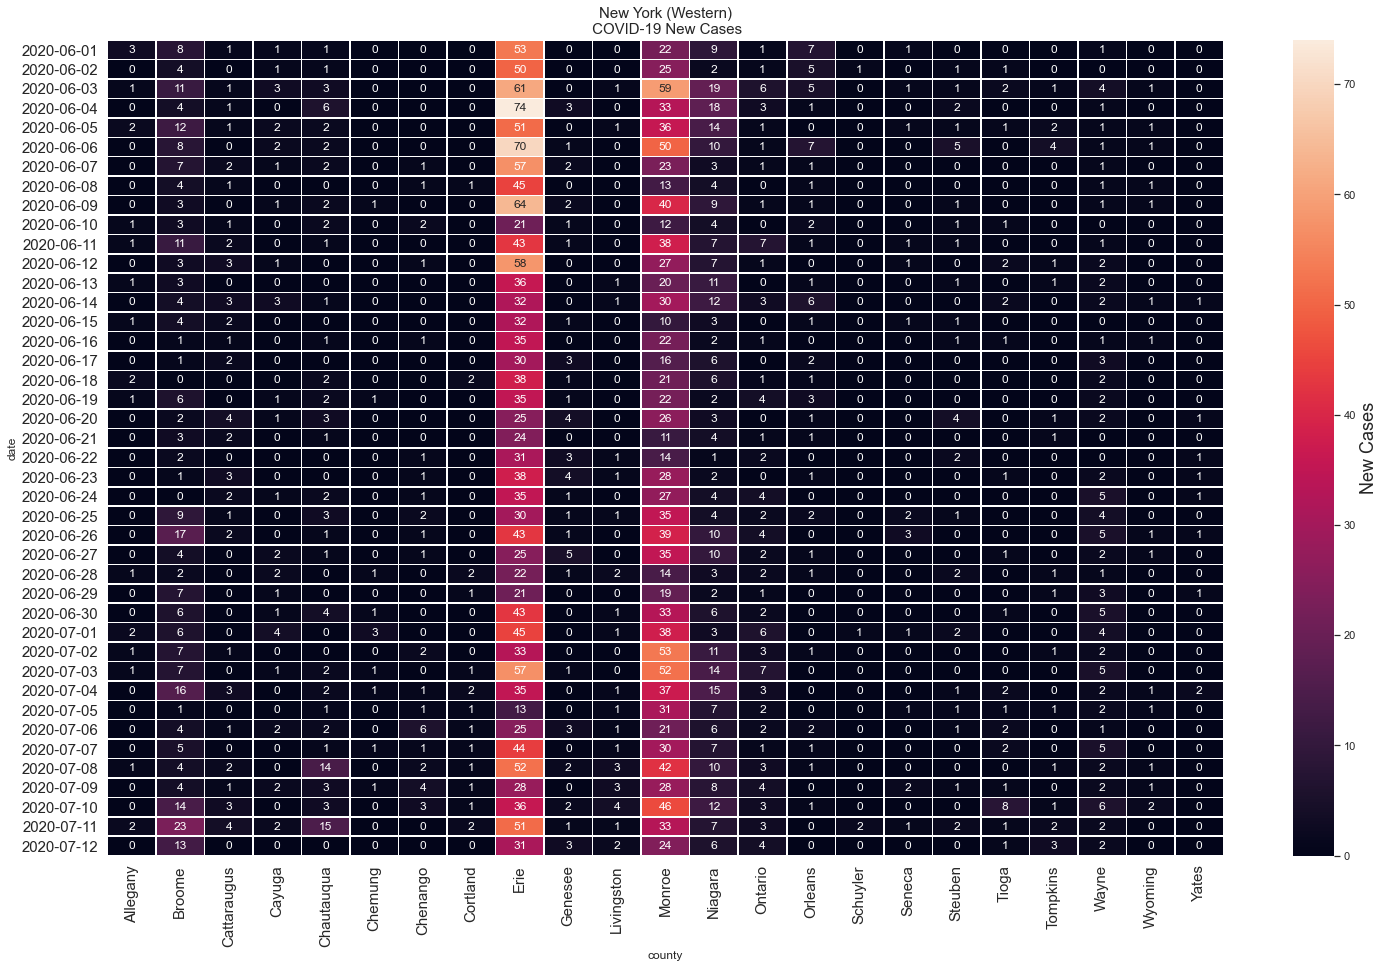 New York (Western)
COVID-19 New Cases
2020-06-01 3 8 1 1 1 0 0 0 53 0 0 22 9 1 7 0 1 0 0 0 1 0 0
2020-06-02 0 4 0 1 1 0 0 0 50 0 0 25 2 1 5 1 0 1 1 0 0 0 0
2020-06-03 1 11 1 3 3 0 0 0 61 0 1 59 19 6 5 0 1 1 2 1 4 1 0
2020-06-04 0 4 1 0 6 0 0 0 74 3 0 33 18 3 1 0 0 2 0 0 1 0 0
2020-06-05 2 12 1 2 2 0 0 0 51 0 1 36 14 1 0 0 1 1 1 2 1 1 0
2020-06-06 0 8 0 2 2 0 0 0 70 1 0 50 10 1 7 0 0 5 0 4 1 1 0
2020-06-07 0 7 2 1 2 0 1 0 57 2 0 23 3 1 1 0 0 0 0 0 1 0 0
2020-06-08 0 4 1 0 0 0 1 1 45 0 0 13 4 0 1 0 0 0 0 0 1 1 0
2020-06-09 0 3 0 1 2 1 0 0 64 2 0 40 9 1 1 0 0 1 0 0 1 1 0
2020-06-10 1 3 1 0 2 0 2 0 21 1 0 12 4 0 2 0 0 1 1 0 0 0 0
2020-06-11 1 11 2 0 1 0 0 0 43 1 0 38 7 7 1 0 1 1 0 0 1 0 0
2020-06-12 0 3 3 1 0 0 1 0 58 0 0 27 7 1 0 0 1 0 2 1 2 0 0
2020-06-13 1 3 0 0 0 0 0 0 36 0 1 20 11 0 1 0 0 1 0 1 2 0 0
2020-06-14 0 4 3 3 1 0 0 0 32 0 1 30 12 3 6 0 0 0 2 0 2 1 1
2020-06-15 1 4 2 0 0 0 0 0 32 1 0 10 3 0 1 0 1 1 0 0 0 0 0
2020-06-16 0 1 1 0 1 0 1 0 35 0 0 22 2 1 0 0 0 1 1 0 1 1 0
2020-06-17 0 1 2 0 0 0 0 0 30 3 0 16 6 0 2 0 0 0 0 0 3 0 0
2020-06-18 2 0 0 0 2 0 0 2 38 1 0 21 6 1 1 0 0 0 0 0 2 0 0
2020-06-19 1 6 0 1 2 1 0 0 35 1 0 22 2 4 3 0 0 0 0 0 0 0 0
2020-06-20 0 2 4 1 3 0 0 0 25 4 0 26 3 0 1 0 0 4 0 1 2 0 1
2020-06-21 0 3 2 0 1 0 0 0 24 0 0 11 4 1 1 0 0 0 0 1 0 0 0
2020-06-22 0 2 0 0 0 0 1 0 31 3 1 14 1 2 0 0 0 2 0 0 0 0 1
2020-06-23 0 1 3 0 0 0 1 0 38 4 1 28 2 0 1 0 0 0 1 0 2 0 1
2020-06-24 0 0 2 1 2 0 1 0 35 1 0 27 4 4 0 0 0 0 0 0 5 0 1
2020-06-25 0 9 1 0 3 0 2 0 30 1 1 35 4 2 2 0 2 1 0 0 4 0 0
2020-06-26 0 17 2 0 1 0 1 0 43 1 0 39 10 4 0 0 3 0 0 0 5 1 1
2020-06-27 0 4 0 2 1 0 1 0 25 5 0 35 10 2 1 0 0 0 1 0 2 1 0
2020-06-28 1 2 0 2 0 1 0 2 22 1 2 14 3 2 1 0 0 2 0 1 1 0 0
2020-06-29 0 7 0 1 0 0 0 1 21 0 0 19 2 1 0 0 0 0 0 1 3 0 1
2020-06-30 0 6 0 1 4 1 0 0 43 0 1 33 6 2 0 0 0 0 1 0 5 0 0
2020-07-01 2 6 0 4 0 3 0 0 45 0 1 38 3 6 0 1 1 2 0 0 4 0 0
2020-07-02 1 7 1 0 0 0 2 0 33 0 0 53 11 3 1 0 0 0 0 1 2 0 0
2020-07-03 1 7 0 1 2 1 0 1 57 1 0 52 14 7 0 0 0 0 0 0 5 0 0
2020-07-04 0 16 3 0 2 1 1 2 35 0 1 37 15 3 0 0 0 1 2 0 2 1 2
2020-07-05 0 1 0 0 1 0 1 1 13 0 1 31 7 2 0 0 1 1 1 1 2 1 0
2020-07-06 0 4 1 2 2 0 6 1 25 3 1 21 6 2 2 0 0 1 2 0 1 0 0
2020-07-07 0 5 0 0 1 1 1 1 44 0 1 30 7 1 1 0 0 0 2 0 5 0 0
2020-07-08 1 4 2 0 14 0 2 1 52 2 3 42 10 3 1 0 0 0 0 1 2 1 0
2020-07-09 0 4 1 2 3 1 4 1 28 0 3 28 8 4 0 0 2 1 1 0 2 1 0
2020-07-10 0 14 3 0 3 0 3 1 36 2 4 46 12 3 1 0 0 0 8 1 6 2 0
2020-07-11 2 23 4 2 15 0 0 2 51 1 1 33 7 3 0 2 1 2 1 2 2 0 0
2020-07-12 0 13 0 0 0 0 0 0 31 3 2 24 6 4 0 0 0 0 1 3 2 0 0
date
Allegany Broome Cattaraugus Cayuga Chautauqua Chemung Chenango Cortland Erie Genesee Livingston Monroe Niagara Ontario Orleans Schuyler Seneca Steuben Tioga Tompkins Wayne Wyoming Yates
county
70
60
50
40
30
20
10
0
New Cases